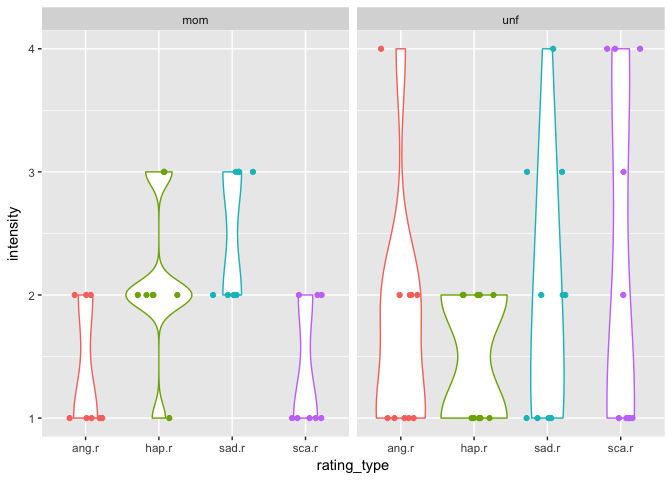 mom unf
intensity
4
3
2
1
ang.r hap.r sad.r sca.r ang.r hap.r sad.r sca.r
rating_type